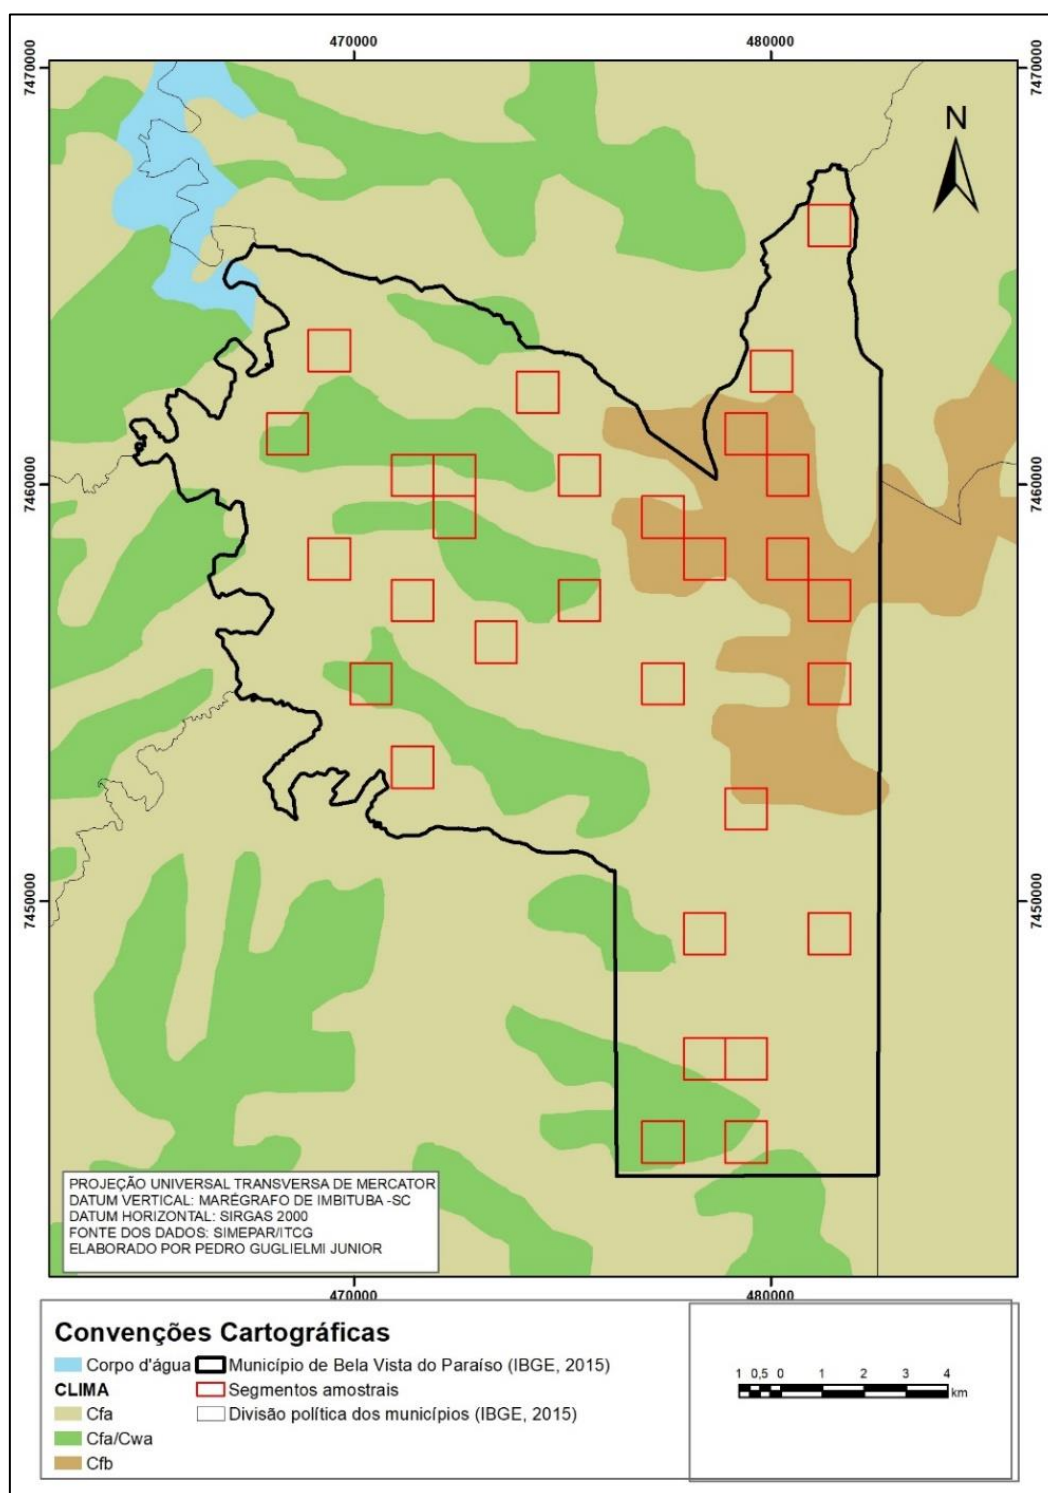 470000 480000
7470000 7470000
N
7460000 7460000
7450000 7450000
PROJEÇÃO UNIVERSAL TRANSVERSA DE MERCATOR
DATUM VERTICAL: MARÉGRAFO DE IMBITUBA -SC
DATUM HORIZONTAL: SIRGAS 2000
FONTE DOS DADOS: SIMEPAR/ITCG
ELABORADO POR PEDRO GUGLIELMI JUNIOR
470000 480000
Convenções Cartográficas
Corpo d'água Município de Bela Vista do Paraíso (IBGE, 2015)
CLIMA Segmentos amostrais
Cfa Divisão política dos municípios (IBGE, 2015)
Cfa/Cwa
Cfb
1 0,5 0 1 2 3 4
km